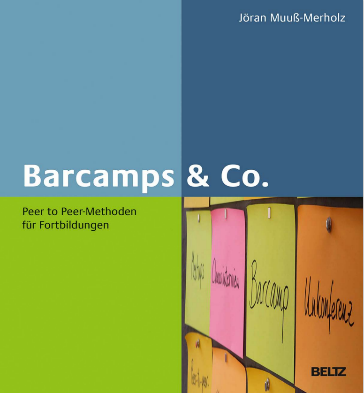 Jöran Muuß-Merholz
Barcamps & Co.
Peer to Peer-Methoden
für Fortbildungen
Barcamp
Unkonferenz
BELTZ